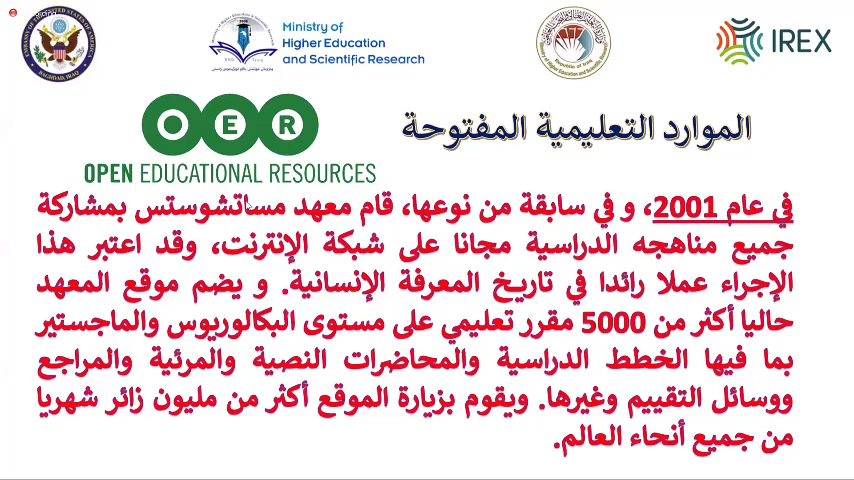 Ministry of
Higher Education
and Scientific Research
IREX
OER
OPEN EDUCATIONAL RESOURCES
الموارد التعليمية المفتوحة
في عام 2001، و في سابقة من نوعها، قام معهد مساتشوستس بمشاركة
جميع مناهجه الدراسية مجانا على شبكة الإنترنت، وقد اعتبر هذا
الإجراء عملا رائدا في تاريخ المعرفة الإنسانية. و يضم موقع المعهد
حاليا أكثر من 5000 مقرر تعليمي على مستوى البكالوريوس والماجستير
بما فيها الخطط الدراسية والمحاضرات النصية والمرئية والمراجع
ووسائل التقييم وغيرها. ويقوم بزيارة الموقع أكثر من مليون زائر شهريا
من جميع أنحاء العالم.